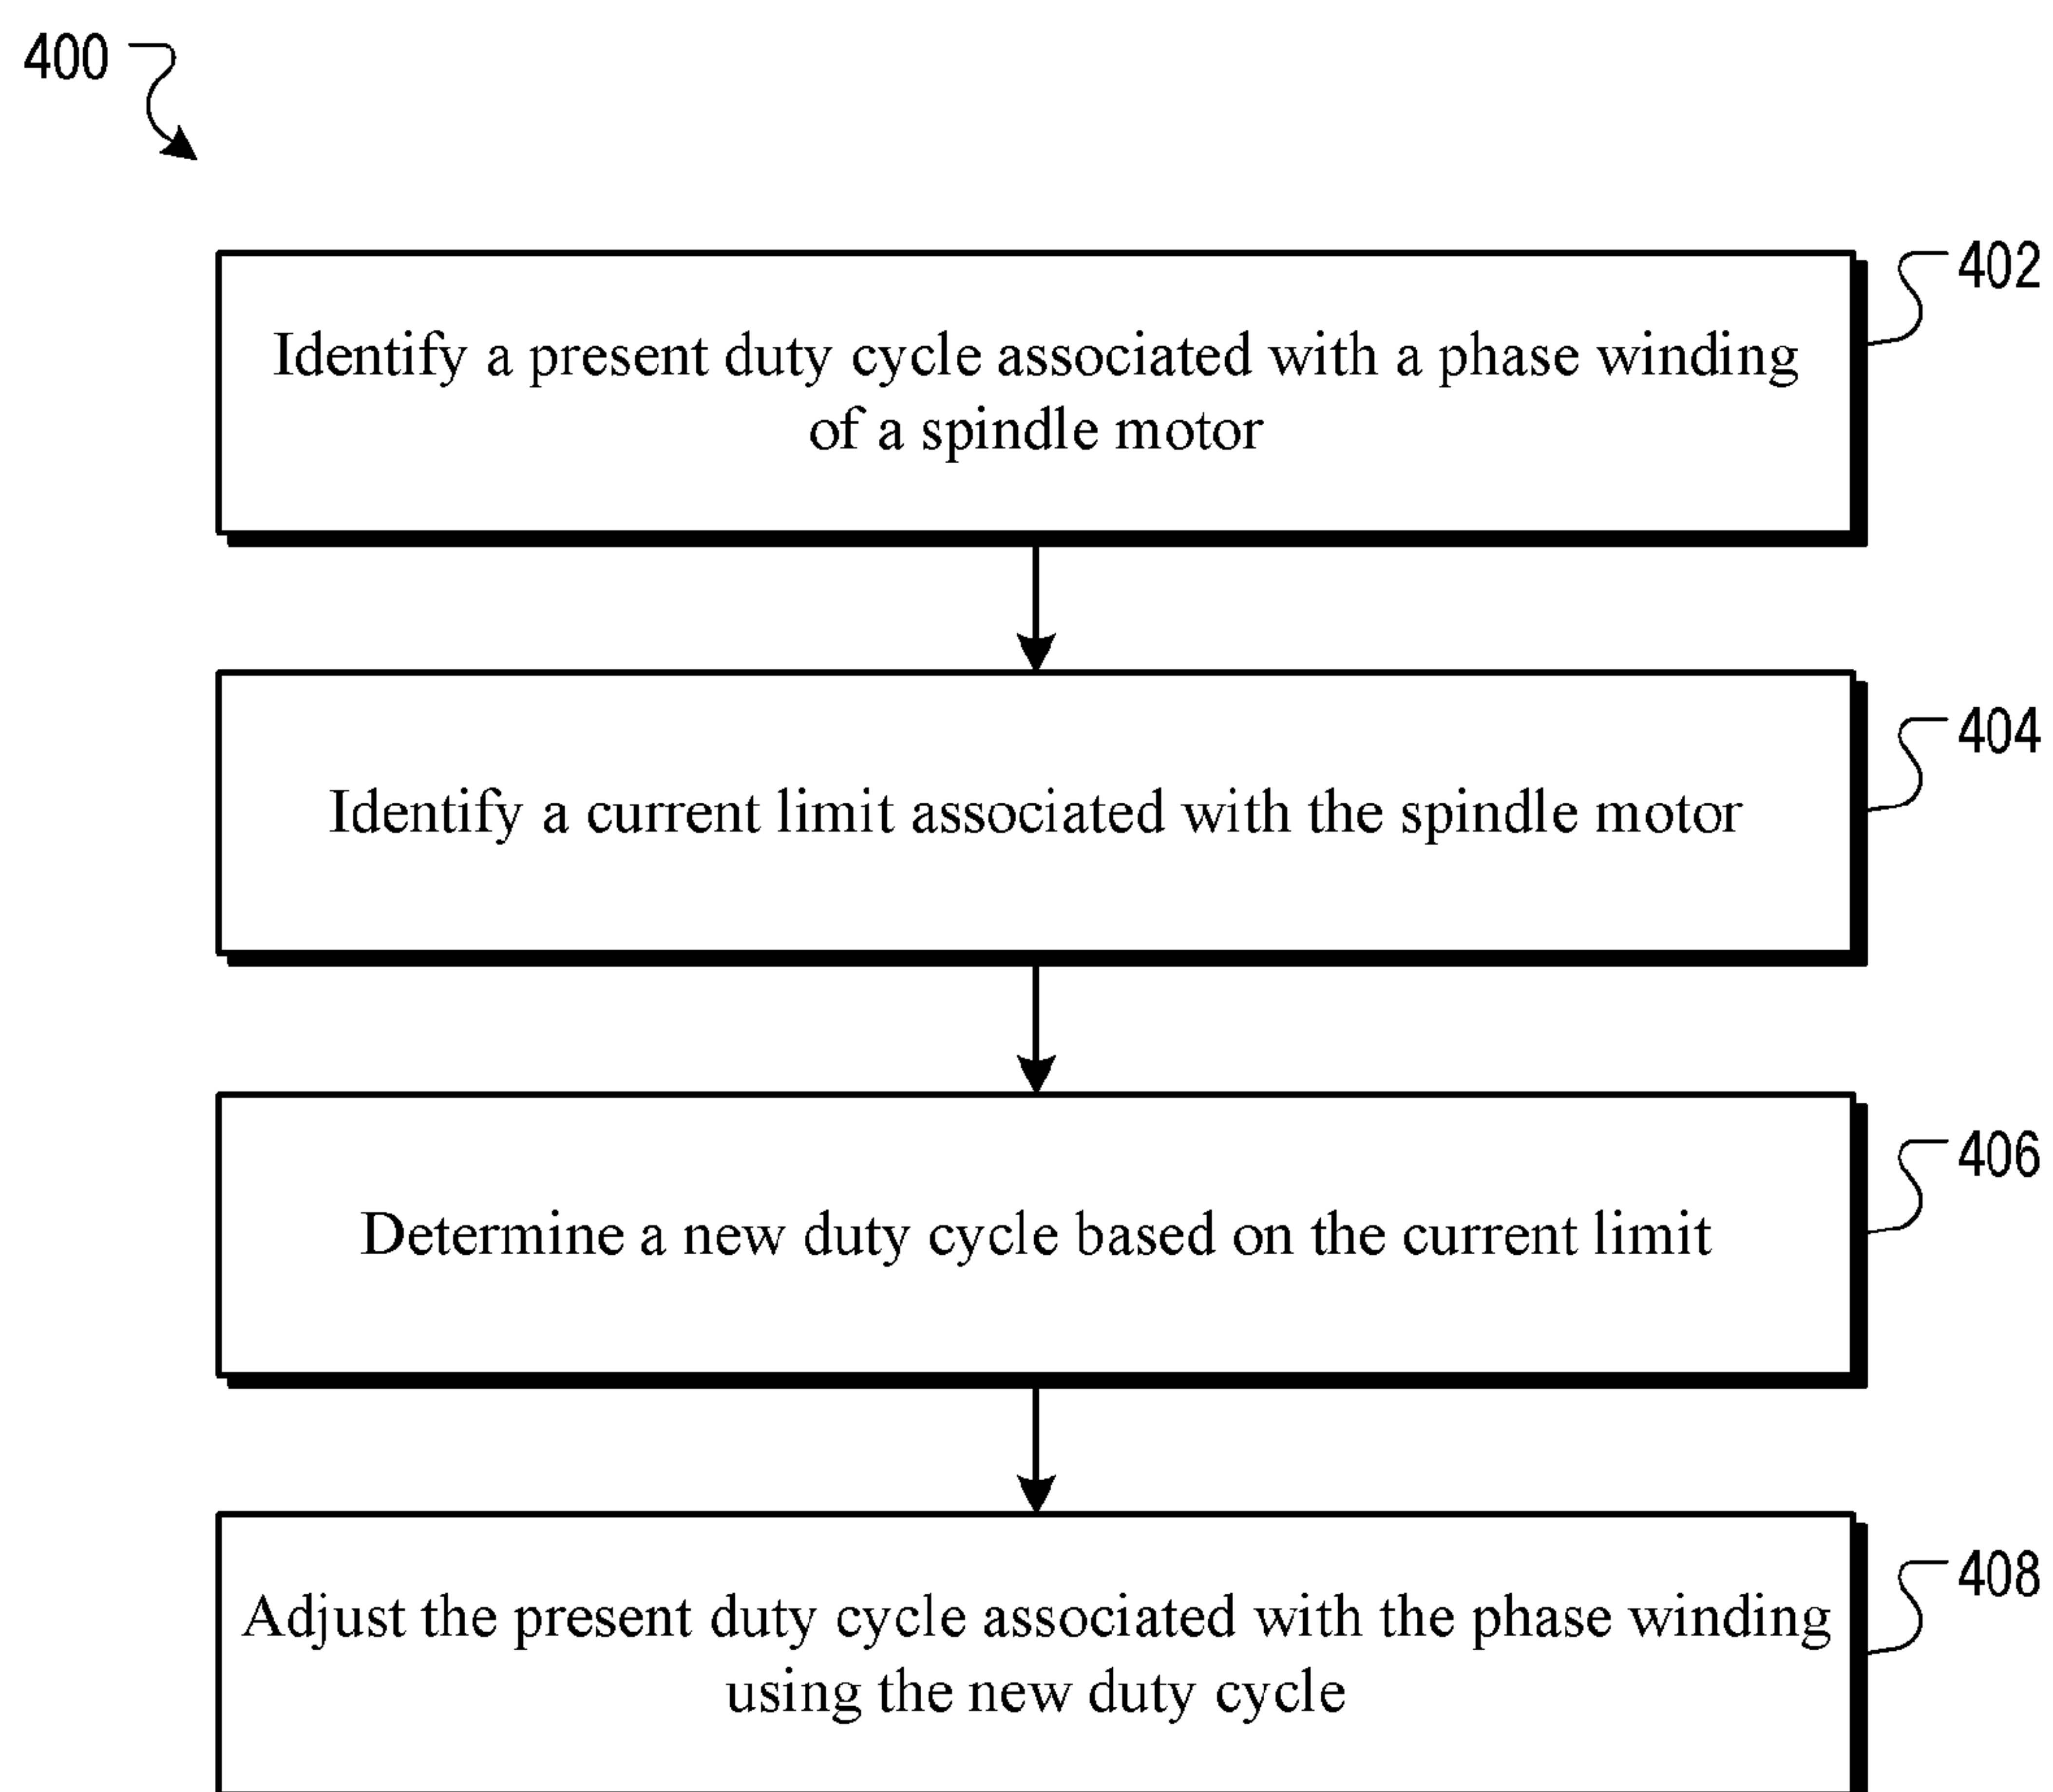 400
402
Identify a present duty cycle associated with a phase winding
of a spindle motor
404
Identify a current limit associated with the spindle motor
406
Determine a new duty cycle based on the current limit
408
Adjust the present duty cycle associated with the phase winding
using the new duty cycle